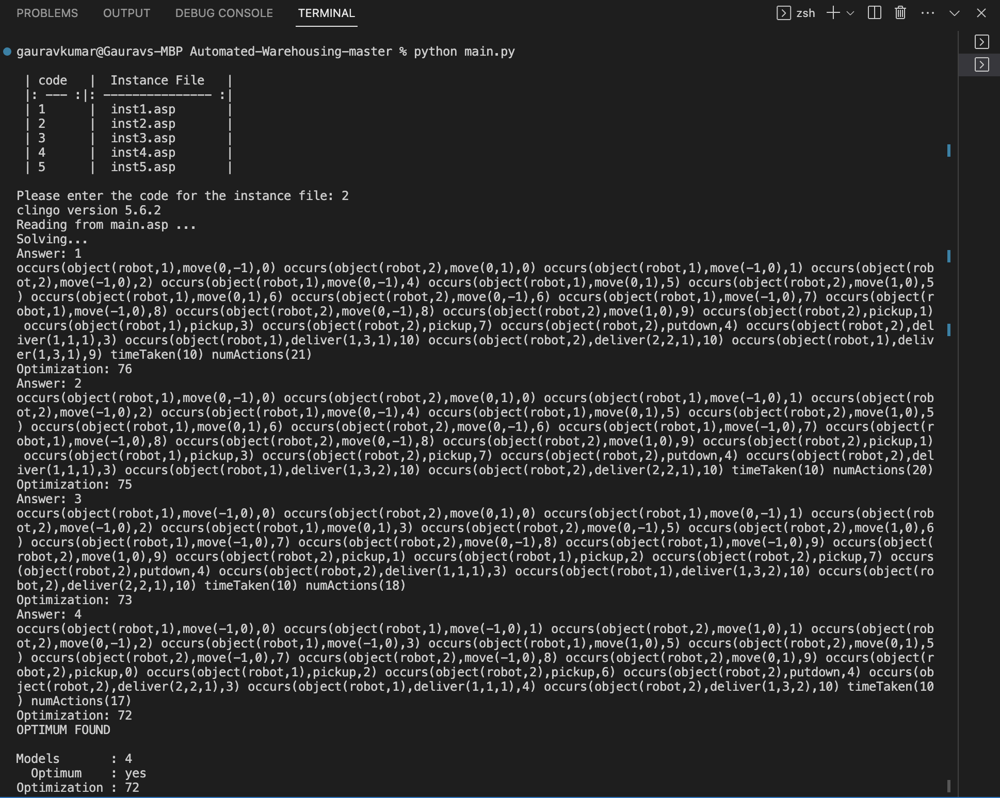 PROBLEMS OUTPUT DEBUG CONSOLE TERMINAL zsh
gauravkumar@Gauravs-MBP Automated-Warehousing-master % python main.py
| code   |  Instance File   |
|: --- :|: --------------- :|
| 1      |  inst1.asp       |
| 2      |  inst2.asp       |
| 3      |  inst3.asp       |
| 4      |  inst4.asp       |
| 5      |  inst5.asp       |
Please enter the code for the instance file: 2
clingo version 5.6.2
Reading from main.asp ...
Solving...
Answer: 1
occurs(object(robot,1),move(0,-1),0) occurs(object(robot,2),move(0,1),0) occurs(object(robot,1),move(-1,0),1) occurs(object(rob
ot,2),move(-1,0),2) occurs(object(robot,1),move(0,-1),4) occurs(object(robot,1),move(0,1),5) occurs(object(robot,2),move(1,0),5
) occurs(object(robot,1),move(0,1),6) occurs(object(robot,2),move(0,-1),6) occurs(object(robot,1),move(-1,0),7) occurs(object(r
obot,1),move(-1,0),8) occurs(object(robot,2),move(0,-1),8) occurs(object(robot,2),move(1,0),9) occurs(object(robot,2),pickup,1)
 occurs(object(robot,1),pickup,3) occurs(object(robot,2),pickup,7) occurs(object(robot,2),putdown,4) occurs(object(robot,2),del
iver(1,1,1),3) occurs(object(robot,1),deliver(1,3,1),10) occurs(object(robot,2),deliver(2,2,1),10) occurs(object(robot,1),deliv
er(1,3,1),9) timeTaken(10) numActions(21)
Optimization: 76
Answer: 2
occurs(object(robot,1),move(0,-1),0) occurs(object(robot,2),move(0,1),0) occurs(object(robot,1),move(-1,0),1) occurs(object(rob
ot,2),move(-1,0),2) occurs(object(robot,1),move(0,-1),4) occurs(object(robot,1),move(0,1),5) occurs(object(robot,2),move(1,0),5
) occurs(object(robot,1),move(0,1),6) occurs(object(robot,2),move(0,-1),6) occurs(object(robot,1),move(-1,0),7) occurs(object(r
obot,1),move(-1,0),8) occurs(object(robot,2),move(0,-1),8) occurs(object(robot,2),move(1,0),9) occurs(object(robot,2),pickup,1)
 occurs(object(robot,1),pickup,3) occurs(object(robot,2),pickup,7) occurs(object(robot,2),putdown,4) occurs(object(robot,2),del
iver(1,1,1),3) occurs(object(robot,1),deliver(1,3,2),10) occurs(object(robot,2),deliver(2,2,1),10) timeTaken(10) numActions(20)
Optimization: 75
Answer: 3
occurs(object(robot,1),move(-1,0),0) occurs(object(robot,2),move(0,1),0) occurs(object(robot,1),move(0,-1),1) occurs(object(rob
ot,2),move(-1,0),2) occurs(object(robot,1),move(0,1),3) occurs(object(robot,2),move(0,-1),5) occurs(object(robot,2),move(1,0),6
) occurs(object(robot,1),move(-1,0),7) occurs(object(robot,2),move(0,-1),8) occurs(object(robot,1),move(-1,0),9) occurs(object(
robot,2),move(1,0),9) occurs(object(robot,2),pickup,1) occurs(object(robot,1),pickup,2) occurs(object(robot,2),pickup,7) occurs
(object(robot,2),putdown,4) occurs(object(robot,2),deliver(1,1,1),3) occurs(object(robot,1),deliver(1,3,2),10) occurs(object(ro
bot,2),deliver(2,2,1),10) timeTaken(10) numActions(18)
Optimization: 73
Answer: 4
occurs(object(robot,1),move(-1,0),0) occurs(object(robot,1),move(-1,0),1) occurs(object(robot,2),move(1,0),1) occurs(object(rob
ot,2),move(0,-1),2) occurs(object(robot,1),move(-1,0),3) occurs(object(robot,1),move(1,0),5) occurs(object(robot,2),move(0,1),5
) occurs(object(robot,2),move(-1,0),7) occurs(object(robot,2),move(-1,0),8) occurs(object(robot,2),move(0,1),9) occurs(object(r
obot,2),pickup,0) occurs(object(robot,1),pickup,2) occurs(object(robot,2),pickup,6) occurs(object(robot,2),putdown,4) occurs(ob
ject(robot,2),deliver(2,2,1),3) occurs(object(robot,1),deliver(1,1,1),4) occurs(object(robot,2),deliver(1,3,2),10) timeTaken(10
) numActions(17)
Optimization: 72
OPTIMUM FOUND
Models       : 4
  Optimum    : yes
Optimization : 72